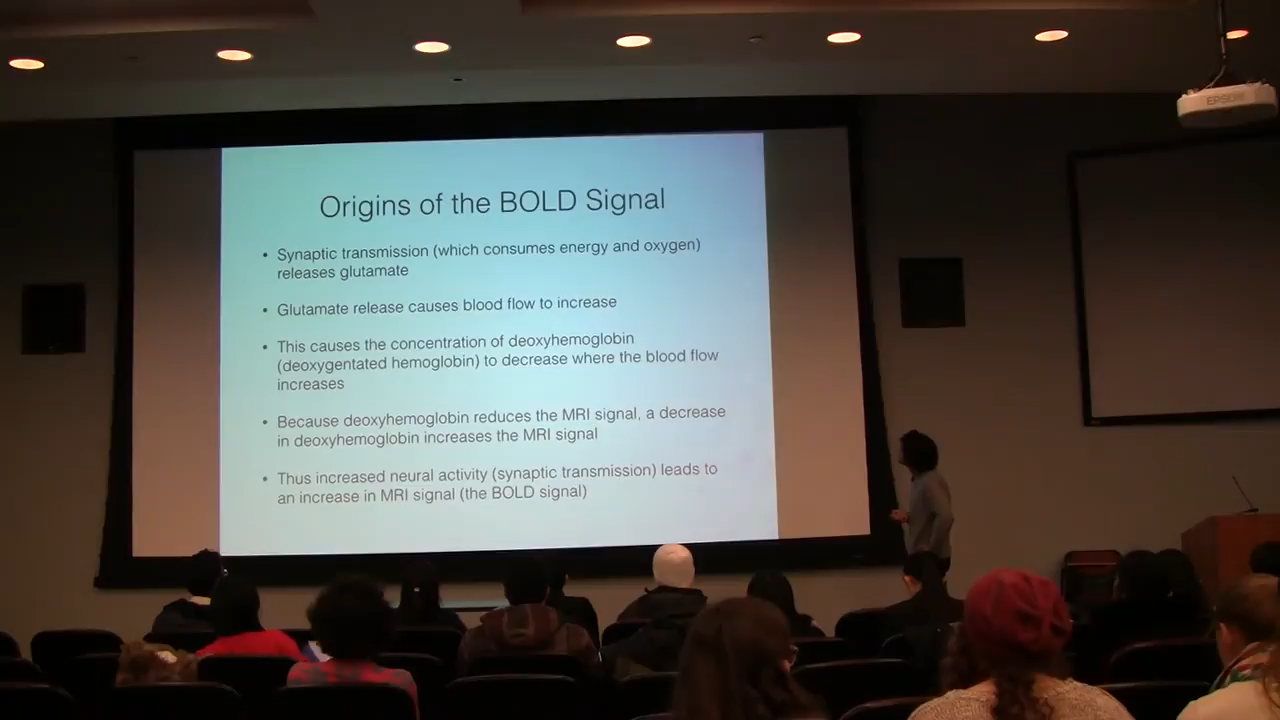 Origins of the BOLD Signal
• Synaptic transmission (which consumes energy and oxygen)
releases glutamate
• Glutamate release causes blood flow to increase
• This causes the concentration of deoxyhemoglobin
(deoxygentated hemoglobin) to decrease where the blood flow
increases
• Because deoxyhemoglobin reduces the MRI signal, a decrease
in deoxyhemoglobin increases the MRI signal
• Thus increased neural activity (synaptic transmission) leads to
an increase in MRI signal (the BOLD signal)
EPSON